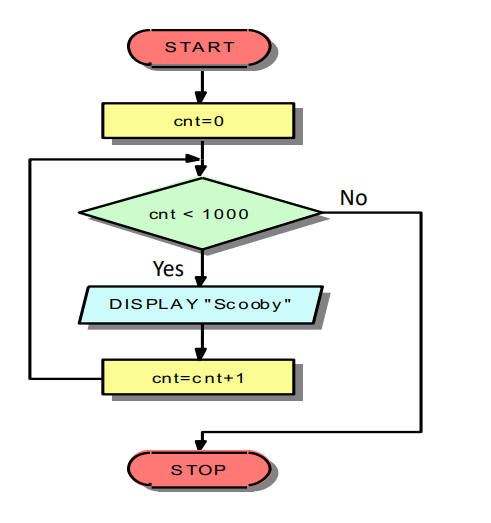 START
cnt=0
cnt < 1000
No
Yes
DISPLAY "Scooby"
cnt=cnt+1
STOP